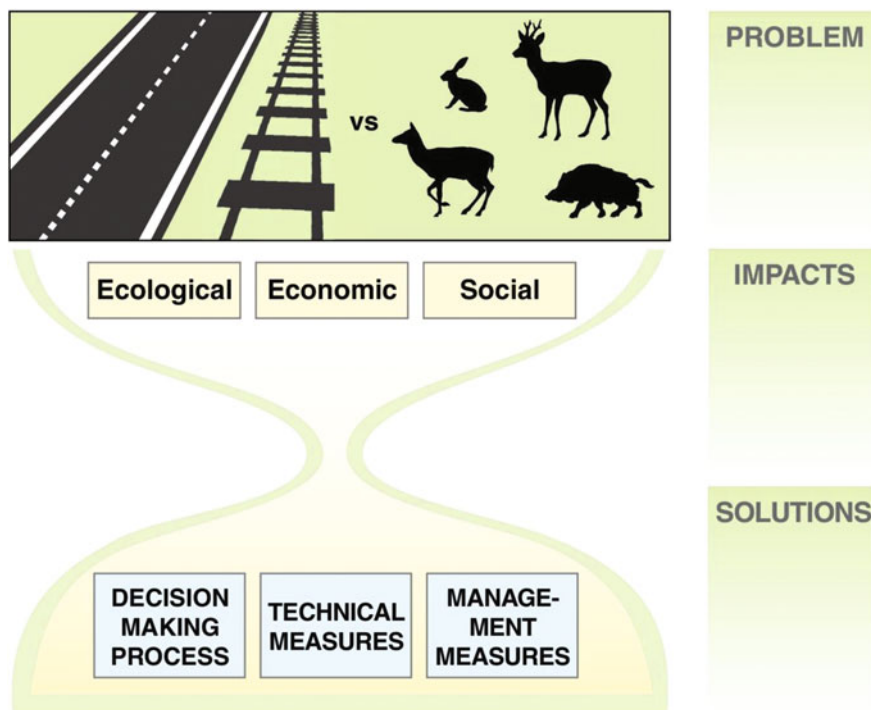 PROBLEM
vs
IMPACTS
Ecological
Economic
Social
SOLUTIONS
DECISION
MAKING
PROCESS
TECHNICAL
MEASURES
MANAGE-
MENT
MEASURES